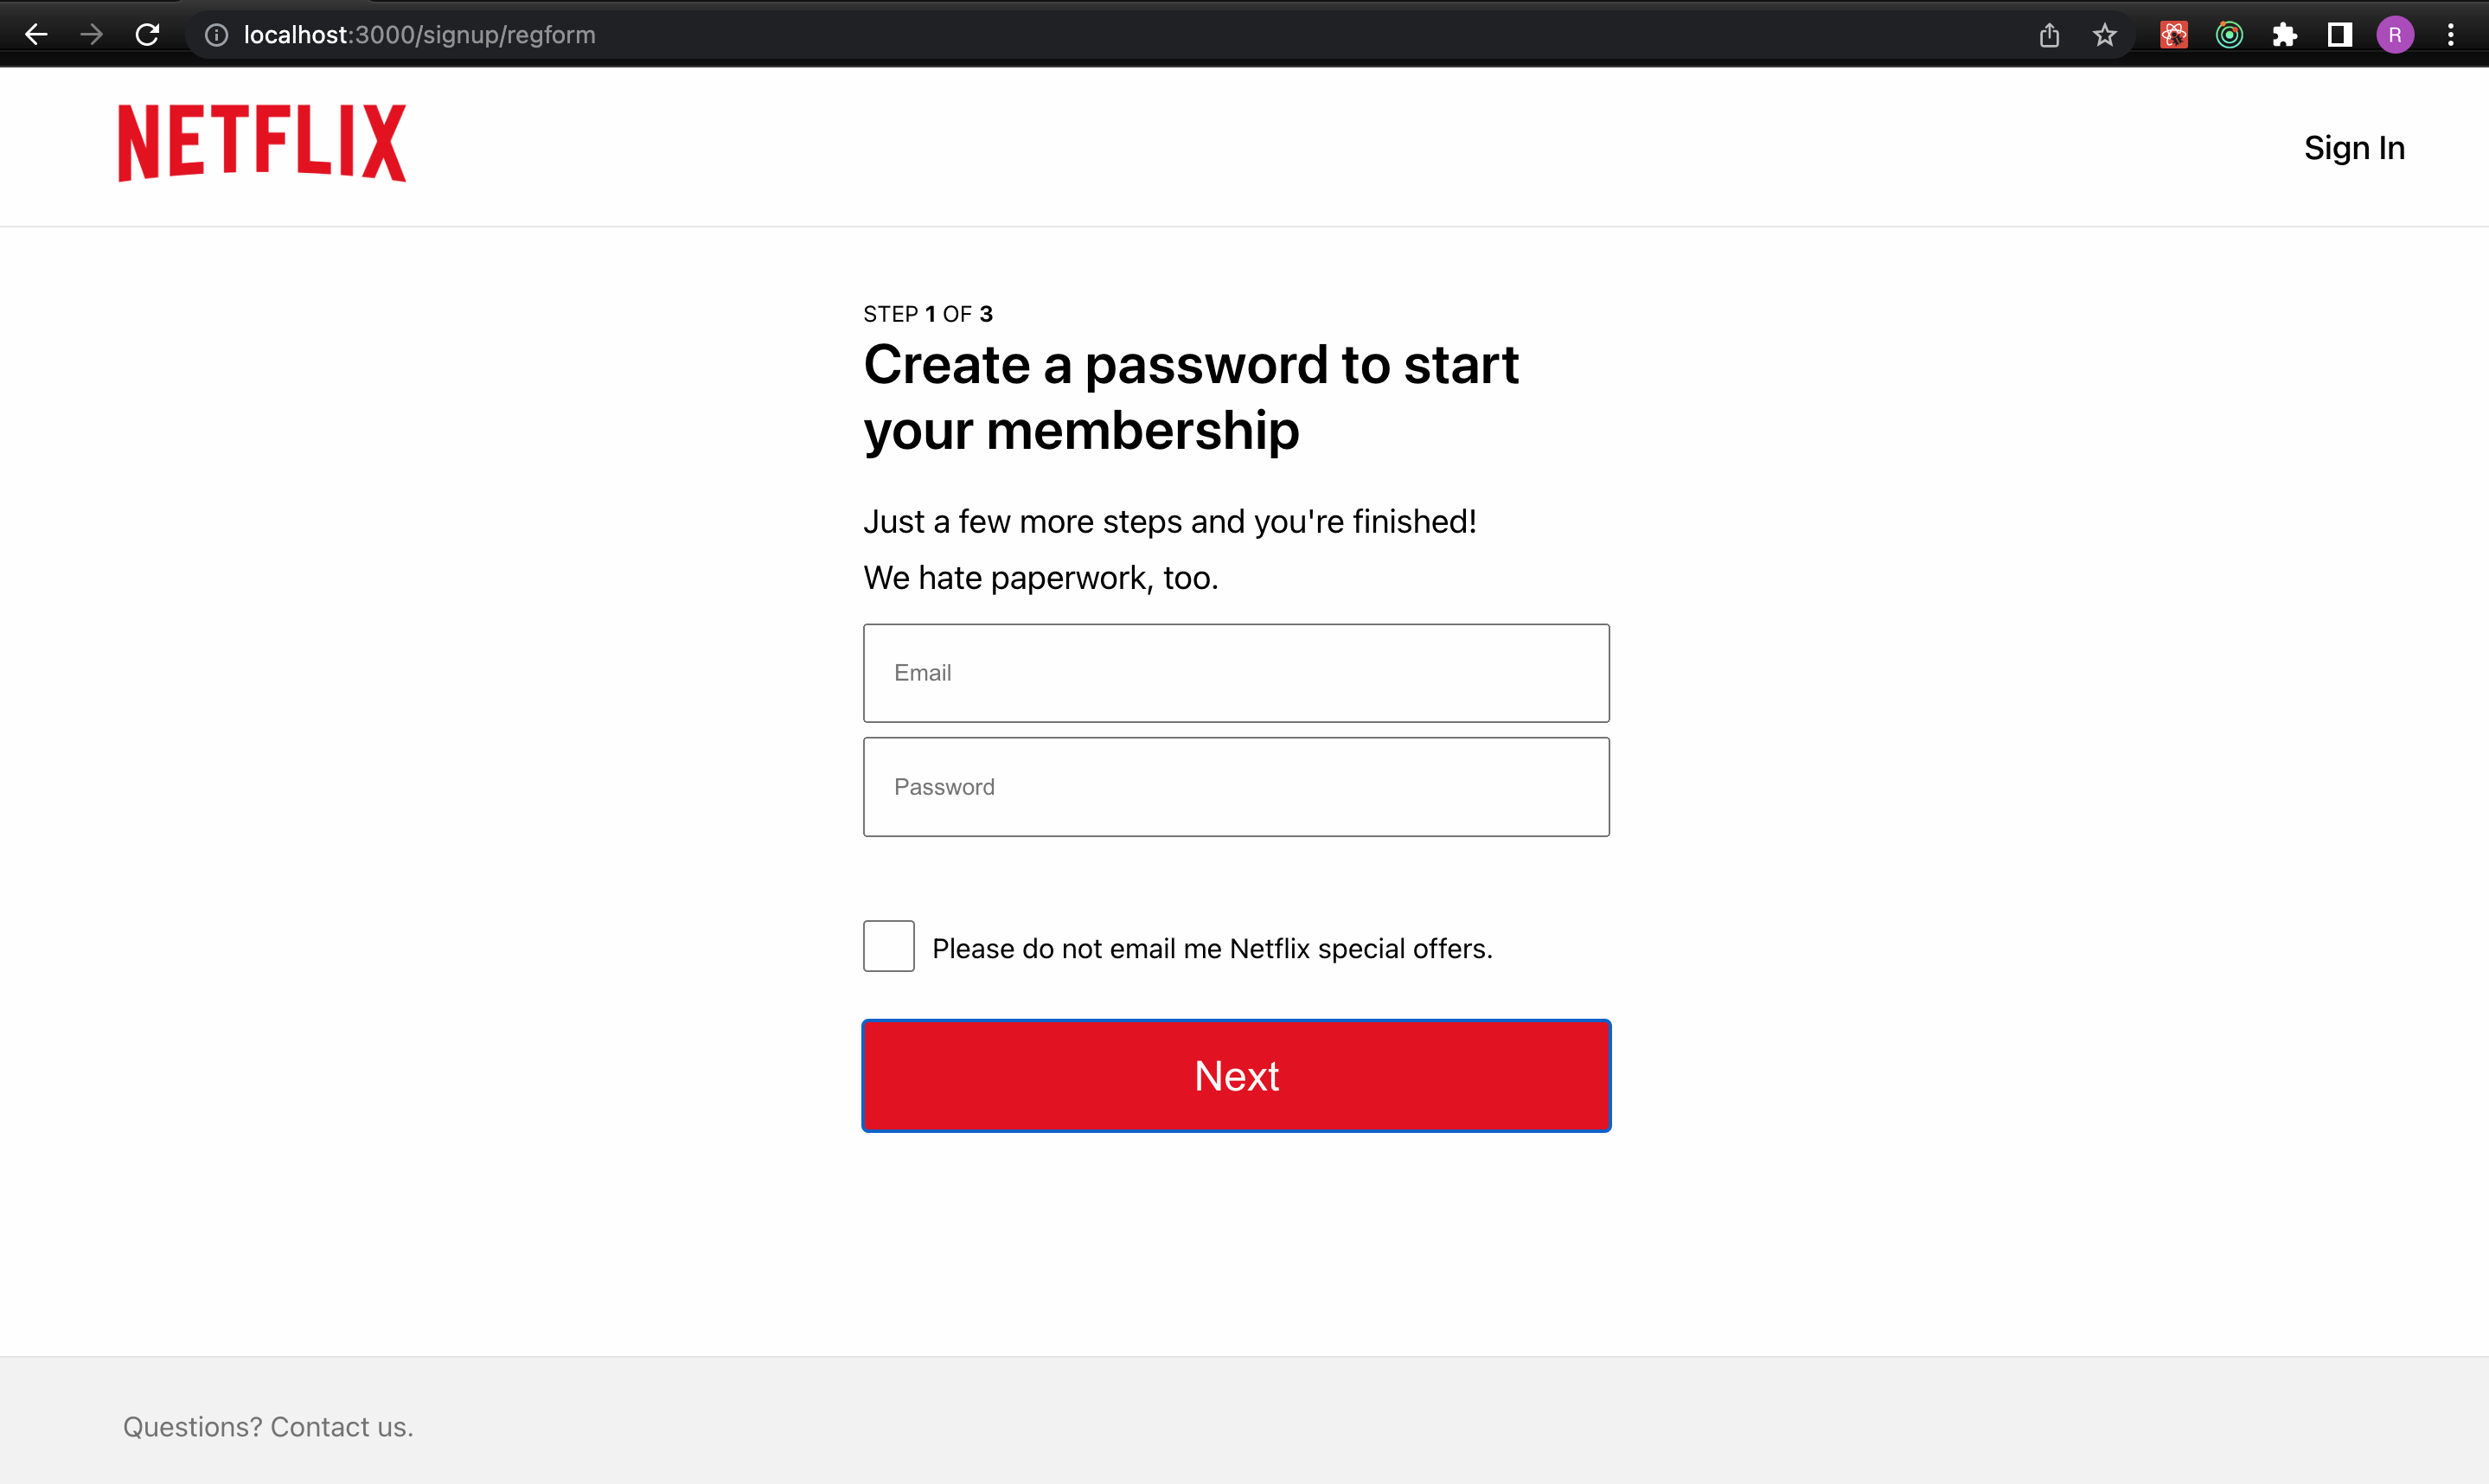 localhost:3000/signup/regform
R
NETFLIX
Sign In
STEP 1 OF 3
Create a password to start
your membership
Just a few more steps and you're finished!
We hate paperwork, too.
Email
Password
Please do not email me Netflix special offers.
Next
Questions? Contact us.